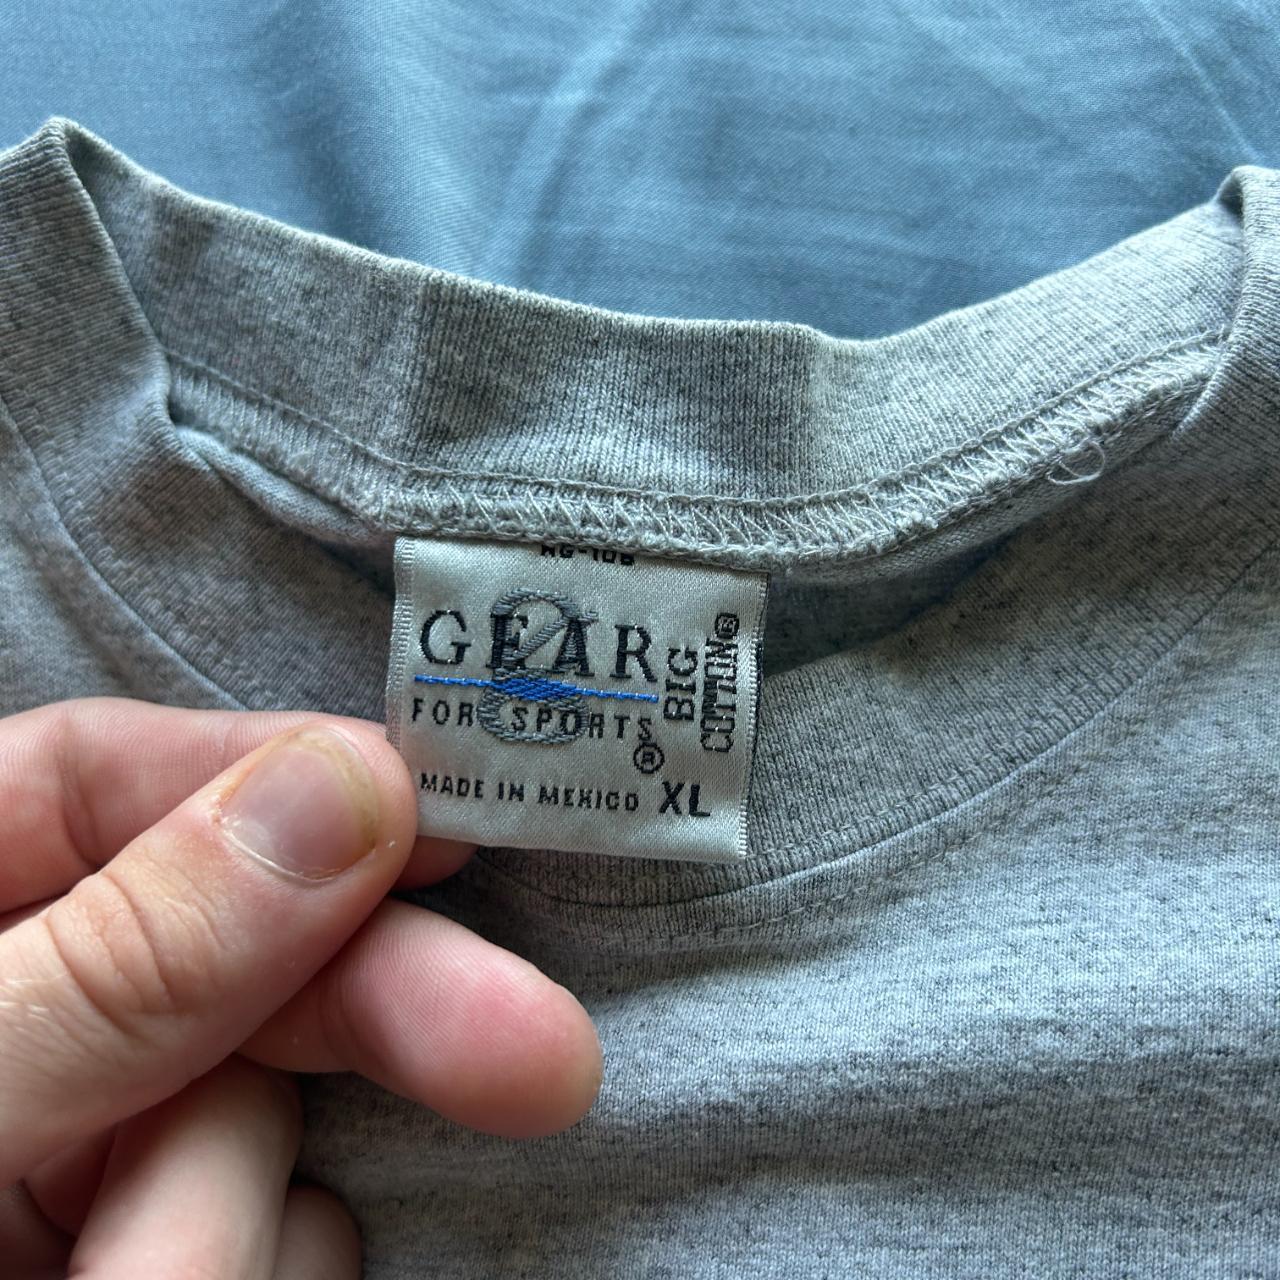 GEAR
FOR SPORTS®
BIG
COTTON®
MADE IN MEXICO XL